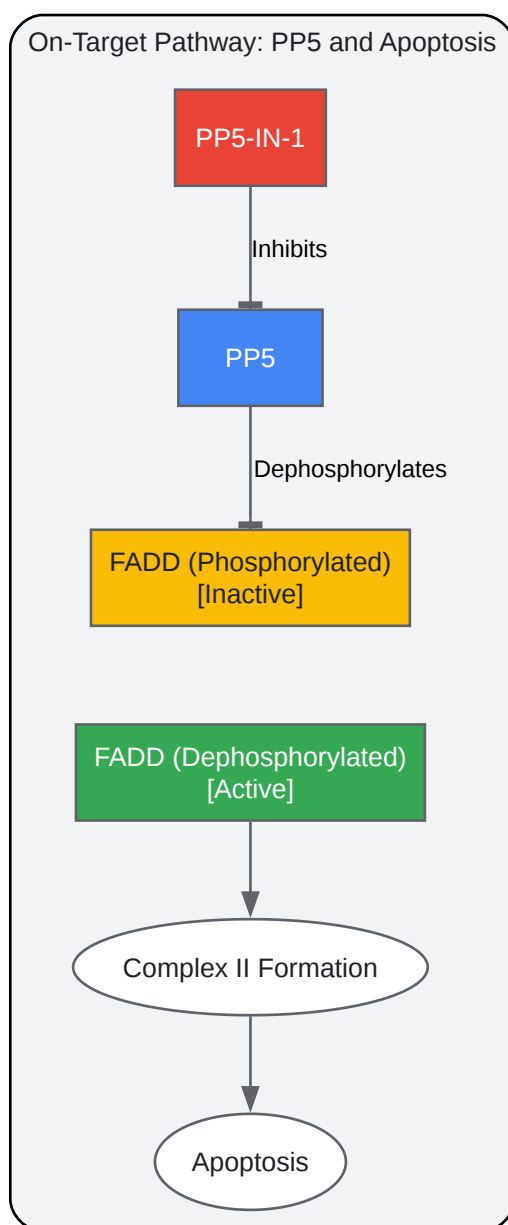 On-Target Pathway: PP5 and Apoptosis
PP5-IN-1
Inhibits
PP5
Dephosphorylates
FADD (Phosphorylated)
[Inactive]
FADD (Dephosphorylated)
[Active]
Complex II Formation
Apoptosis